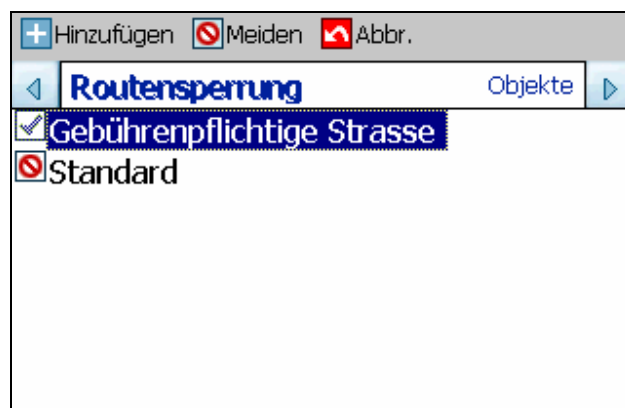 Hinzufügen Meiden Abbr.
Routensperrung Objekte
Gebührenpflichtige Strasse
Standard